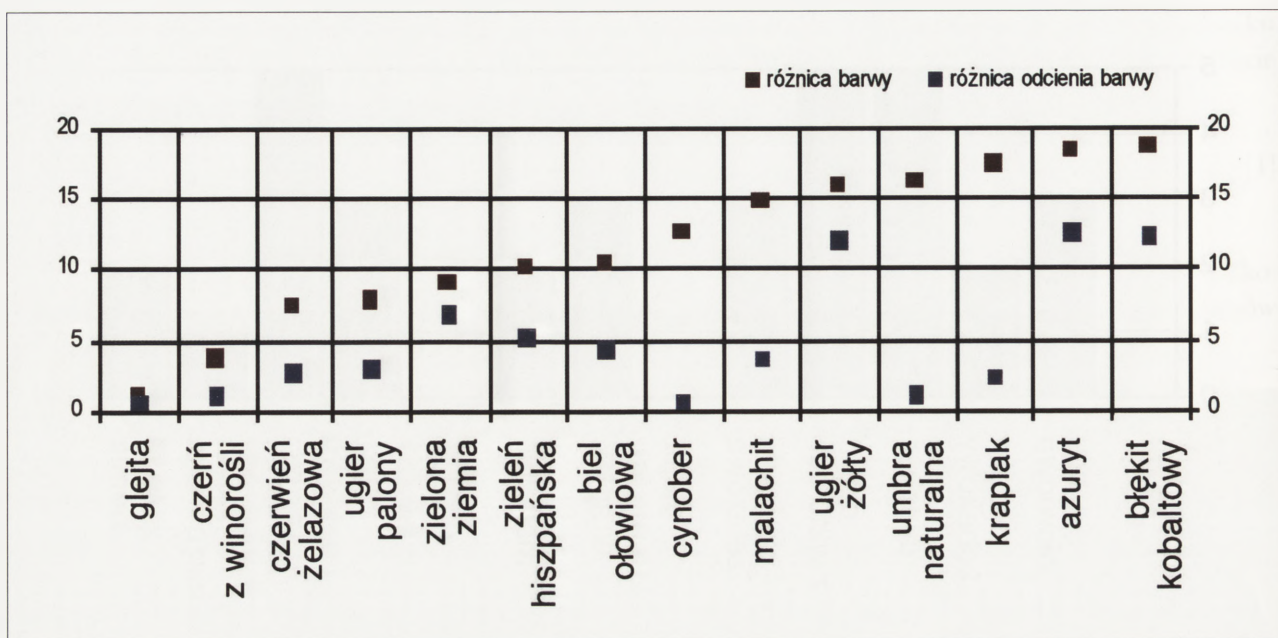 różnica barwy różnica odcienia barwy
20 20
15 15
10 10
5 5
0 0
glejta
czerń
z winorośli
czerwień
żelazowa
ugier
palony
zielona
ziemia
zieleń
hiszpańska
biel
ołowiowa
cynober
malachit
ugier
żółty
umbra
naturalna
kraplak
azuryt
błękit
kobaltowy